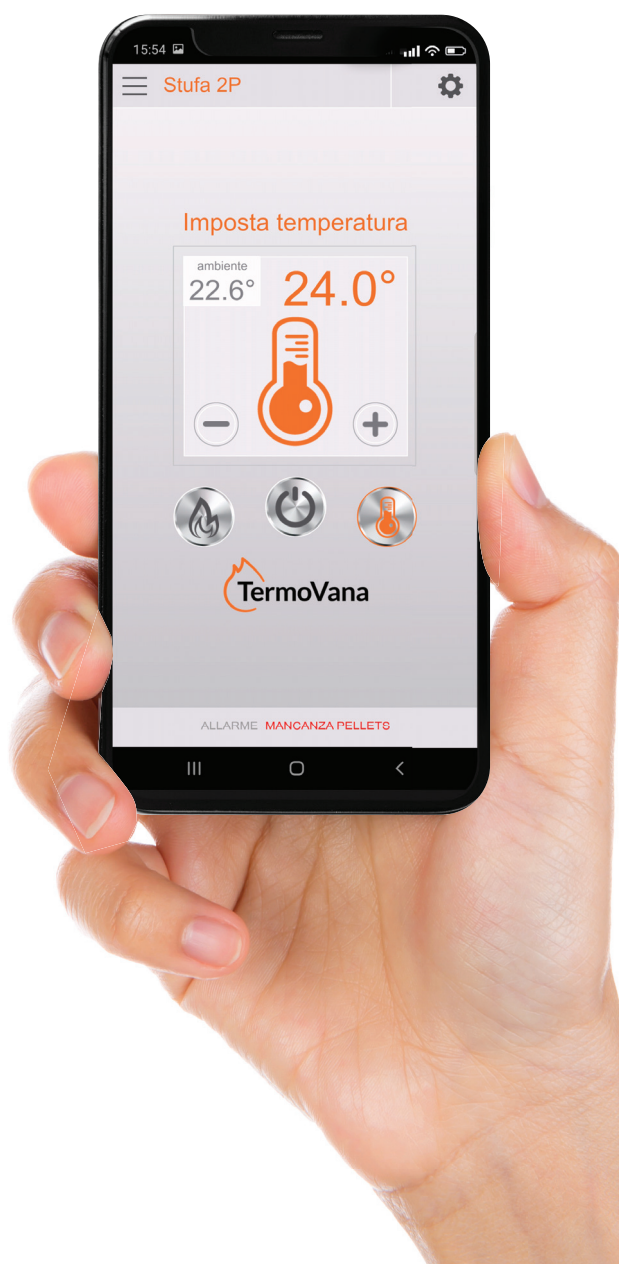 15:54
Stufa 2P
Imposta temperatura
ambiente
22.6°
24.0°
TermoVana
ALLARME MANCANZA PELLETS